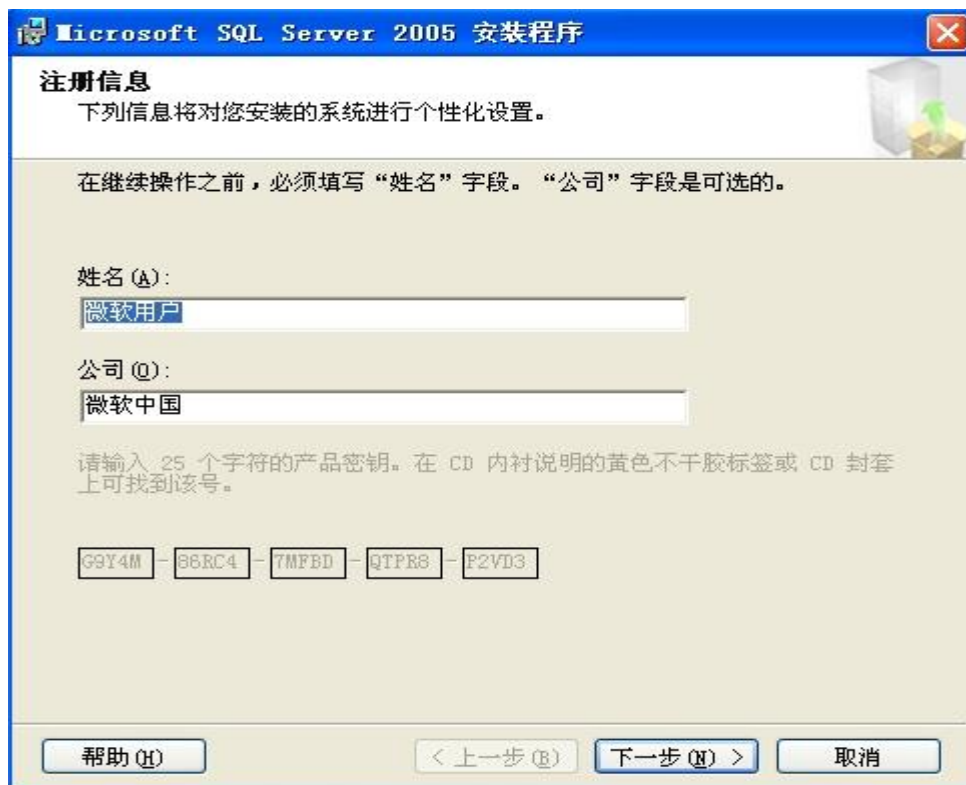 Microsoft SQL Server 2005 安装程序
注册信息
下列信息将对您安装的系统进行个性化设置。
在继续操作之前，必须填写“姓名”字段。“公司”字段是可选的。
姓名(A):
微软用户
公司(O):
微软中国
请输入 25 个字符的产品密钥。在 CD 内衬说明的黄色不干胶标签或 CD 封套
上可找到该号。
G9Y4M-86RC4-7MFBD-QTPR8-P2VD3
帮助(H) < 上一步(B) 下一步(N) > 取消